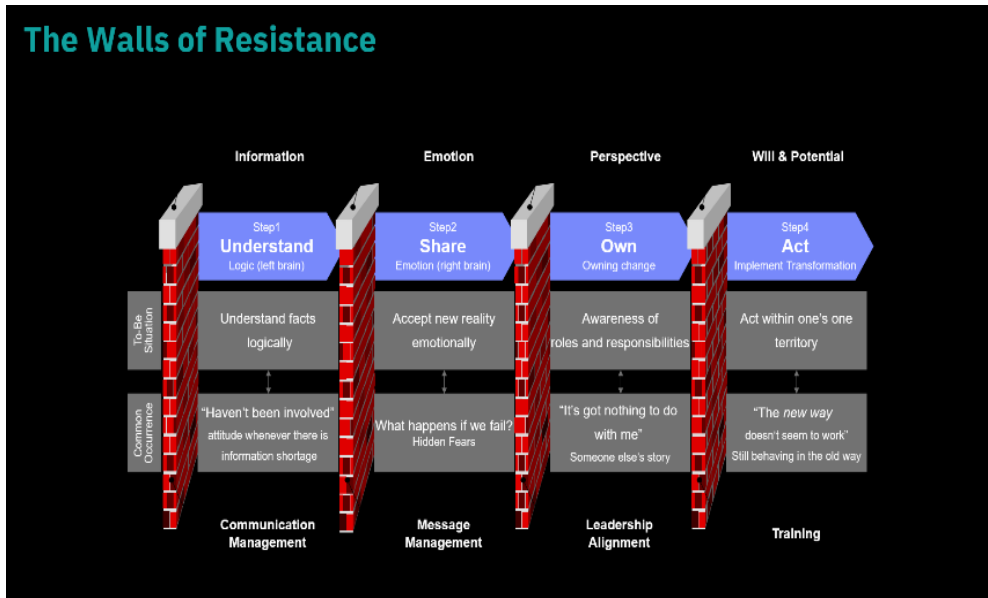 The Walls of Resistance
Information
Emotion
Perspective
Will & Potential
Step1
Understand
Logic (left brain)
Step2
Share
Emotion (right brain)
Step3
Own
Owning change
Step4
Act
Implement Transformation
To-Be
Situation
Understand facts
logically
Accept new reality
emotionally
Awareness of
roles and responsibilities
Act within one's one
territory
Common
Occurrence
“Haven't been involved”
attitude whenever there is
information shortage
What happens if we fail?
Hidden Fears
“It's got nothing to do
with me”
Someone else's story
“The new way
doesn't seem to work”
Still behaving in the old way
Communication
Management
Message
Management
Leadership
Alignment
Training